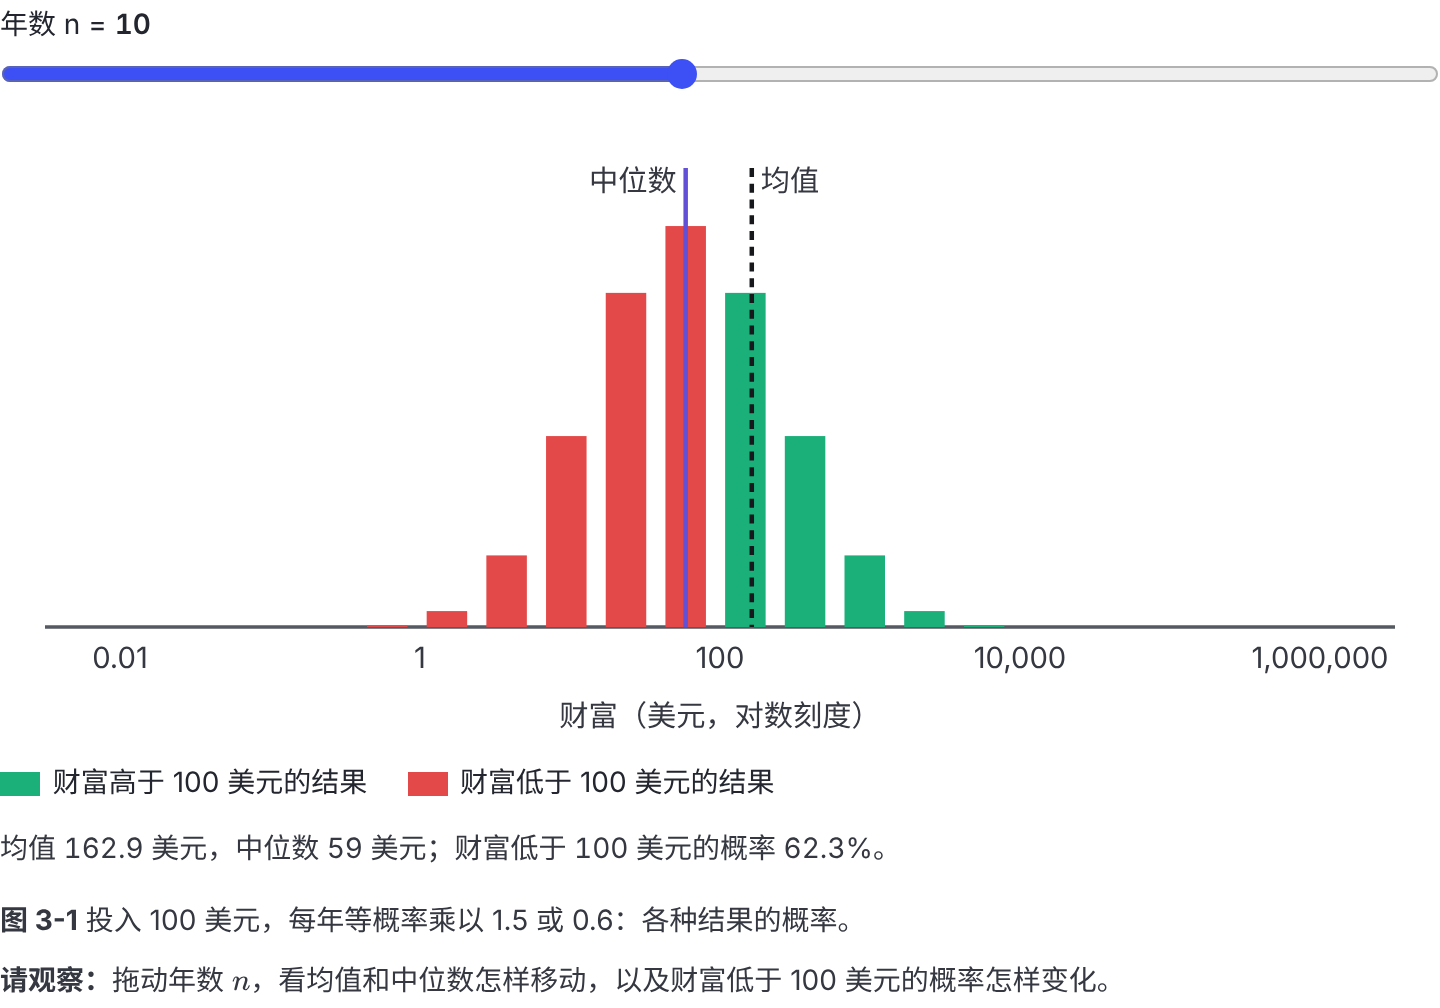 年数 n = 10
中位数
均值
0.01
1
100
10,000
1,000,000
财富（美元，对数刻度）
财富高于 100 美元的结果
财富低于 100 美元的结果
均值 162.9 美元，中位数 59 美元；财富低于 100 美元的概率 62.3%。
图 3-1 投入 100 美元，每年等概率乘以 1.5 或 0.6：各种结果的概率。
请观察：拖动年数 n，看均值和中位数怎样移动，以及财富低于 100 美元的概率怎样变化。